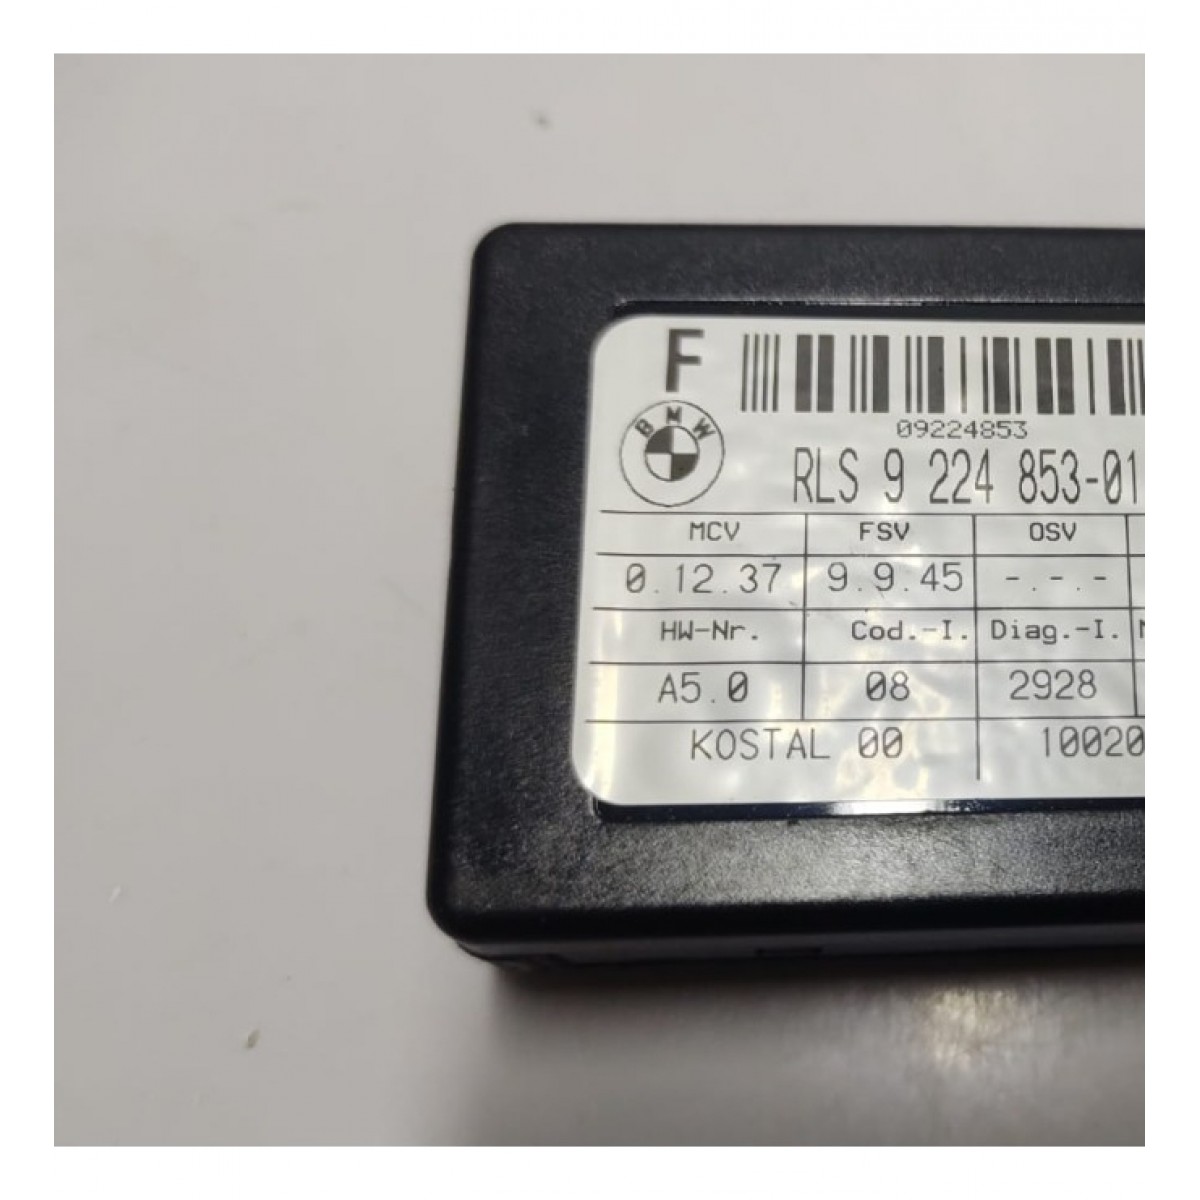 F
BMW
09224853
RLS 9 224 853-01
MCV FSV OSV
0.12.37 9.9.45 -.-.-
HW-Nr. Cod.-I. Diag.-I.
A5.0 08 2928
KOSTAL 00 10020